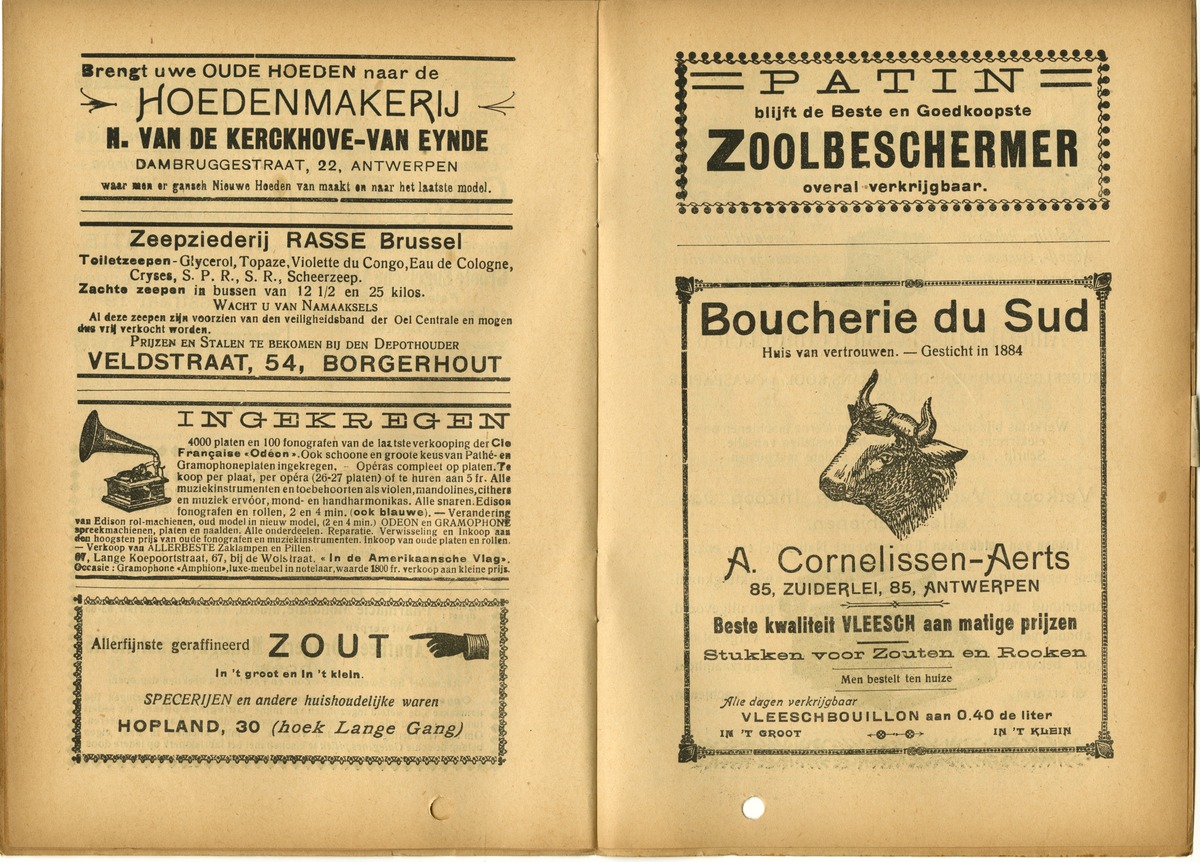 Brengt uwe OUDE HOEDEN naar de
HOEDENMAKERIJ
N. VAN DE KERCKHOVE-VAN EYNDE
DAMBRUGGESTRAAT, 22, ANTWERPEN
waar men er gansch Nieuwe Hoeden van maakt en naar het laatste model.
Zeepziederij RASSE Brussel
Toiletzeepen - Glycerol, Topaze, Violette du Congo, Eau de Cologne,
Cryses, S. P. R., S. R., Scheerzeep.
Zachte zeepen in bussen van 12 1/2 en 25 kilos.
WACHT U VAN NAMAAKSELS
Al deze zeepen zijn voorzien van den veiligheidsband der Oel Centrale en mogen
dus vrij verkocht worden.
PRIJZEN EN STALEN TE BEKOMEN BIJ DEN DEPOTHOUDER
VELDSTRAAT, 54, BORGERHOUT
INGEKREGEN
4000 platen en 100 fonografen van de laatste verkooping der Cie
Française «Odéon». Ook schoone en groote keus van Pathé- en
Gramophoneplaten ingekregen, - Opéras compleet op platen. Te
koop per plaat, per opéra (26-27 platen) of te huren aan 5 fr. Alle
muziekinstrumenten en toebehoorten als violen, mandolines, cithers
en muziek ervóor, mond- en handharmonikas. Alle snaren. Edison
fonografen en rollen, 2 en 4 min. (ook blauwe). — Verandering
van Edison rol-machienen, oud model in nieuw model, (2 en 4 min.) ODEON en GRAMOPHONE
spreekmachienen, platen en naalden. Alle onderdeelen. Reparatie. Verwisseling en Inkoop aan
den hoogsten prijs van oude fonografen en muziekinstrumenten. Inkoop van oude platen en rollen.
— Verkoop van ALLERBESTE Zaklampen en Pillen.
67, Lange Koepoortstraat, 67, bij de Wolstraat. «In de Amerikaansche Vlag».
Occasie : Gramophone «Amphion», luxe-meubel in notelaar, waarde 1800 fr. verkoop aan kleine prijs.
Allerfijnste geraffineerd ZOUT
In 't groot en in 't klein.
SPECERIJEN en andere huishoudelijke waren
HOPLAND, 30 (hoek Lange Gang)
PATIN
blijft de Beste en Goedkoopste
ZOOLBESCHERMER
overal verkrijgbaar.
Boucherie du Sud
Huis van vertrouwen. — Gesticht in 1884
A. Cornelissen-Aerts
85, ZUIDERLEI, 85, ANTWERPEN
Beste kwaliteit VLEESCH aan matige prijzen
Stukken voor Zouten en Rooken
Men bestelt ten huize
Alle dagen verkrijgbaar
VLEESCHBOUILLON aan 0.40 de liter
IN 'T GROOT IN 'T KLEIN